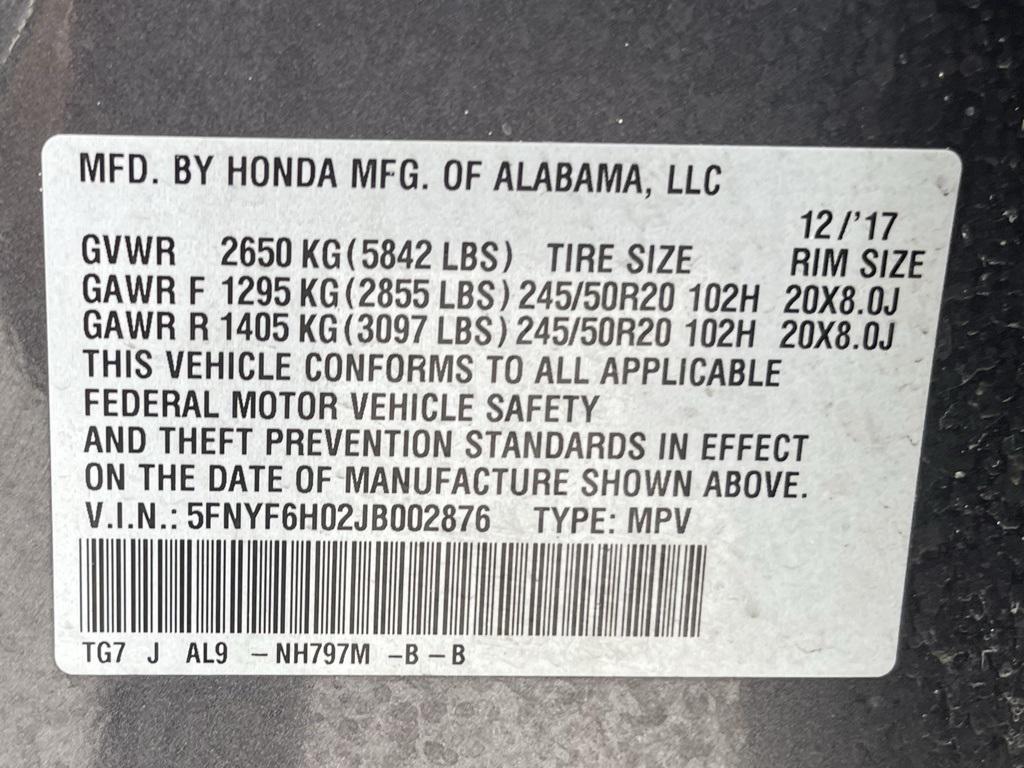 MFD. BY HONDA MFG. OF ALABAMA, LLC
12/'17
GVWR 2650 KG (5842 LBS) TIRE SIZE RIM SIZE
GAWR F 1295 KG (2855 LBS) 245/50R20 102H 20X8.0J
GAWR R 1405 KG (3097 LBS) 245/50R20 102H 20X8.0J
THIS VEHICLE CONFORMS TO ALL APPLICABLE
FEDERAL MOTOR VEHICLE SAFETY
AND THEFT PREVENTION STANDARDS IN EFFECT
ON THE DATE OF MANUFACTURE SHOWN ABOVE.
V.I.N.: 5FNYF6H02JB002876 TYPE: MPV
TG7 J AL9 –NH797M –B –B